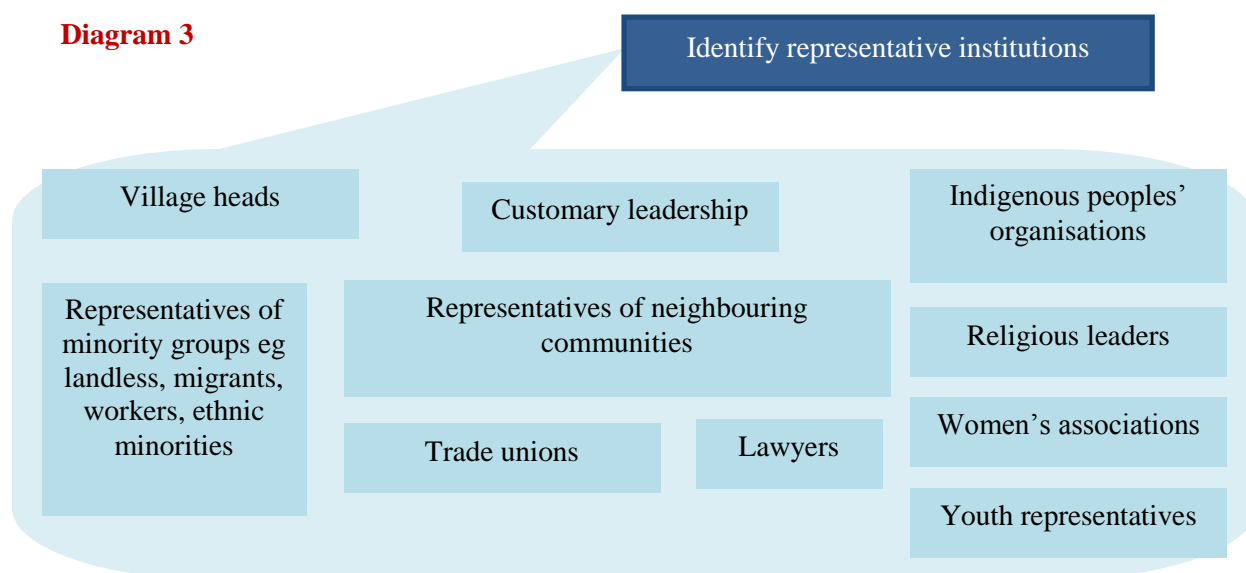 Diagram 3
Identify representative institutions
Village heads
Customary leadership
Indigenous peoples’
organisations
Representatives of
minority groups eg
landless, migrants,
workers, ethnic
minorities
Representatives of neighbouring
communities
Religious leaders
Trade unions
Lawyers
Women’s associations
Youth representatives